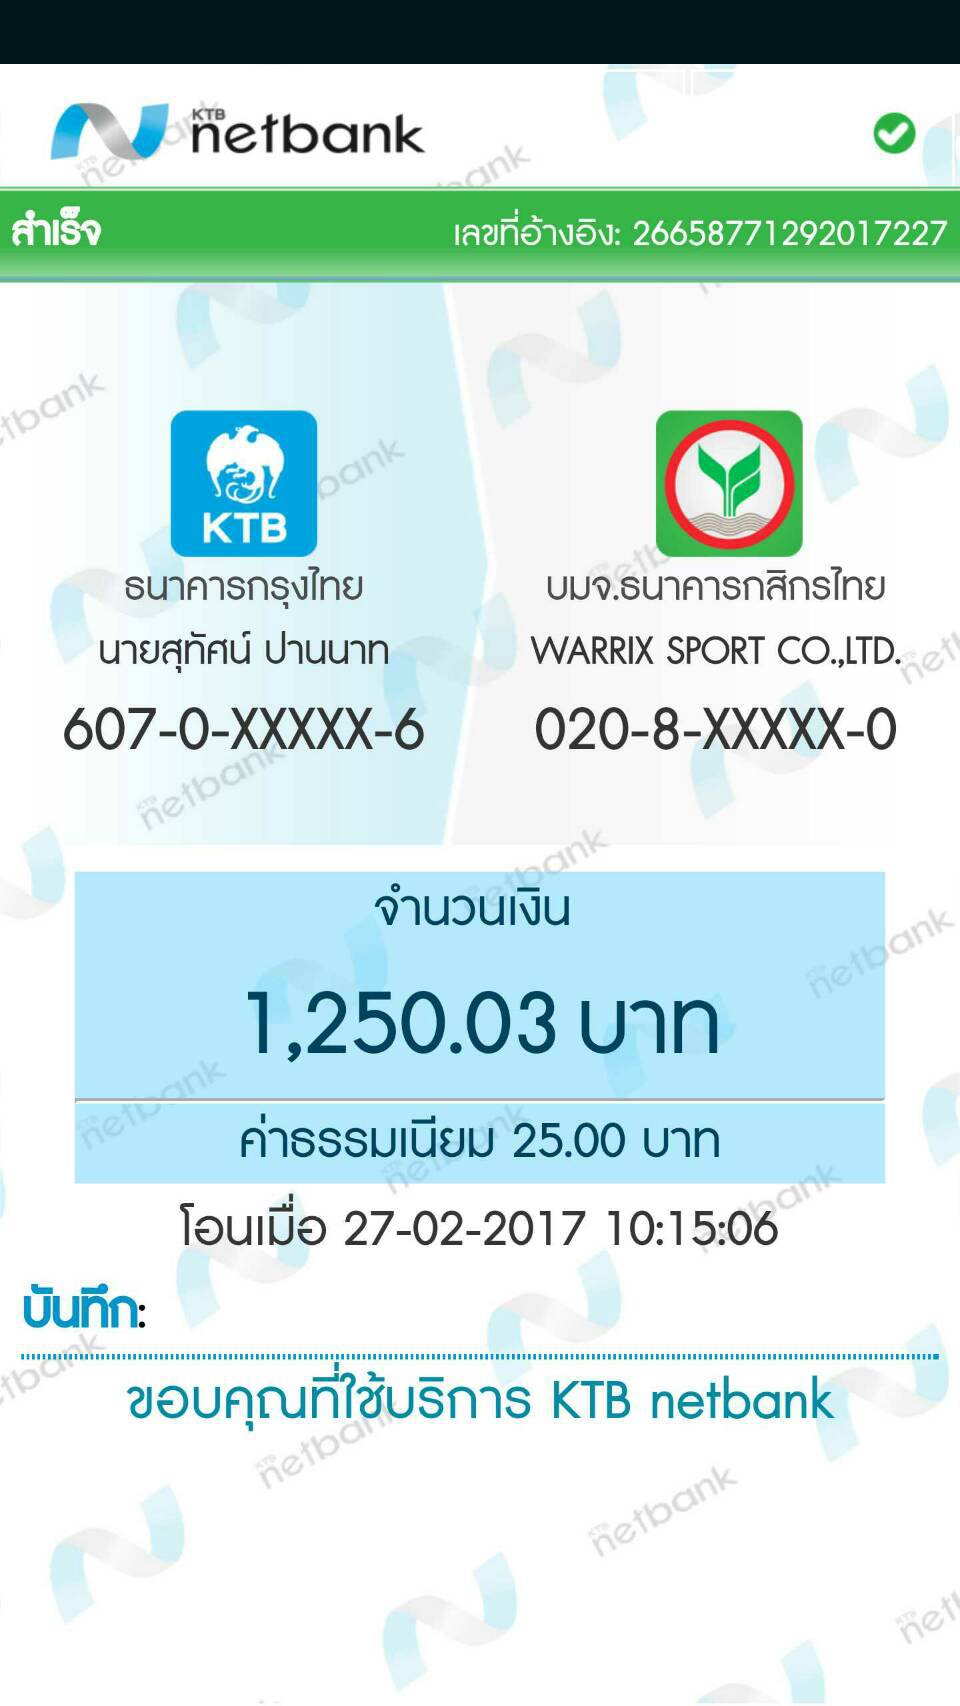 KTB
netbank
สำเร็จ
เลขที่อ้างอิง: 26658771292017227
KTB
ธนาคารกรุงไทย
นายสุทัศน์ ปานนาท
607-0-XXXXX-6
บมจ.ธนาคารกสิกรไทย
WARRIX SPORT CO.,LTD.
020-8-XXXXX-0
จำนวนเงิน
1,250.03 บาท
ค่าธรรมเนียม 25.00 บาท
โอนเมื่อ 27-02-2017 10:15:06
บันทึก:
ขอบคุณที่ใช้บริการ KTB netbank